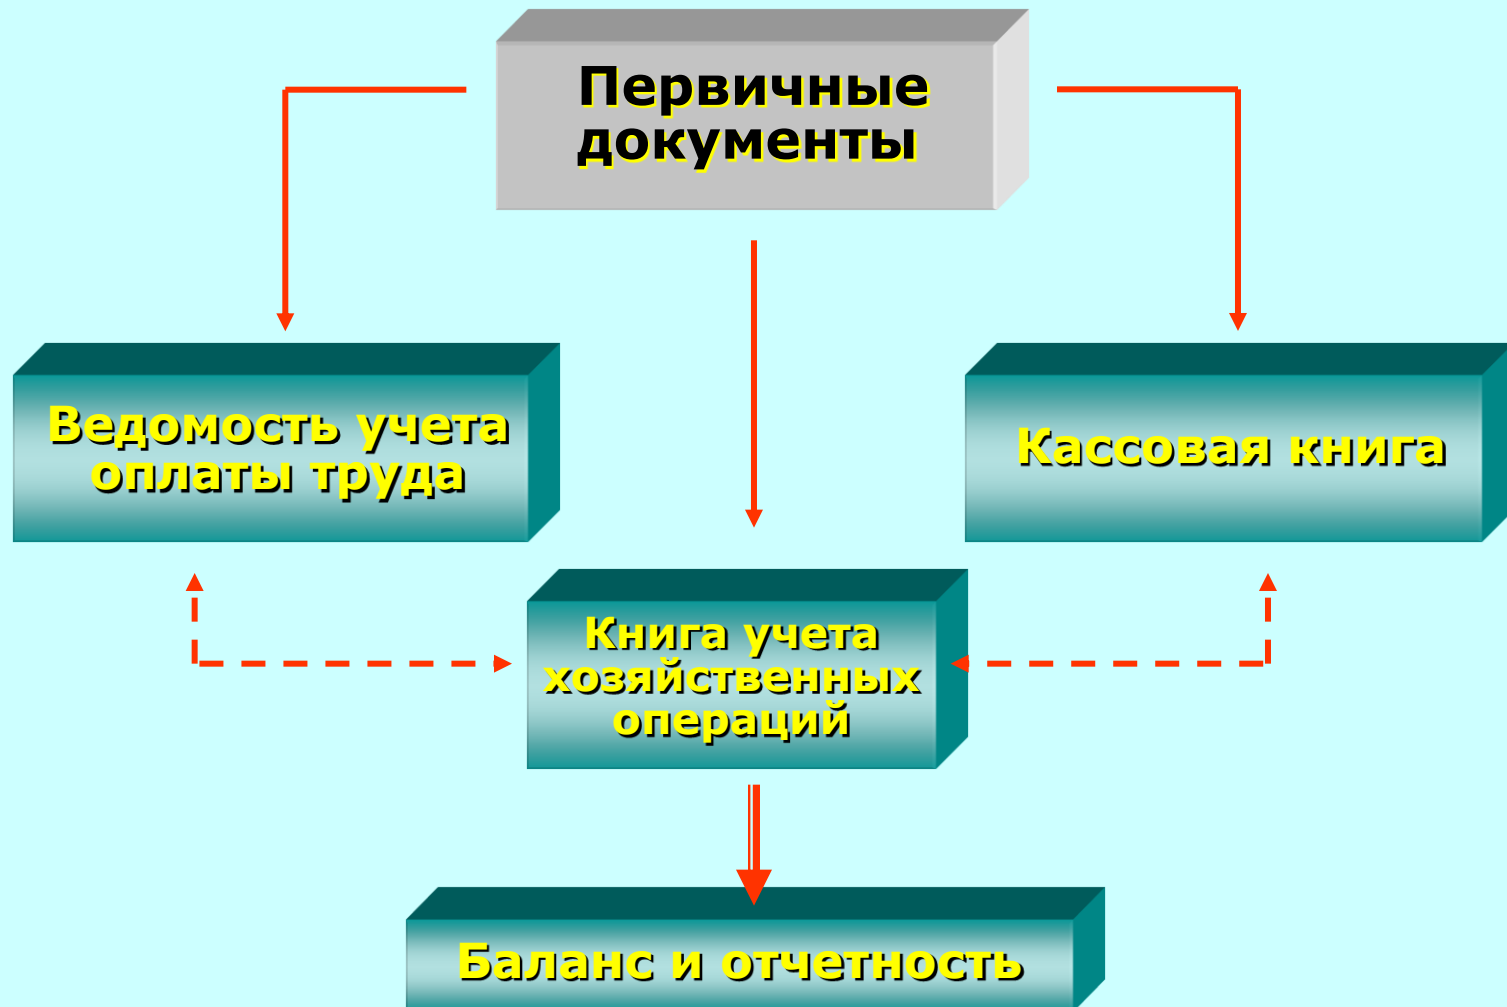 Первичные
документы
Ведомость учета
оплаты труда
Кассовая книга
Книга учета
хозяйственных
операций
Баланс и отчетность